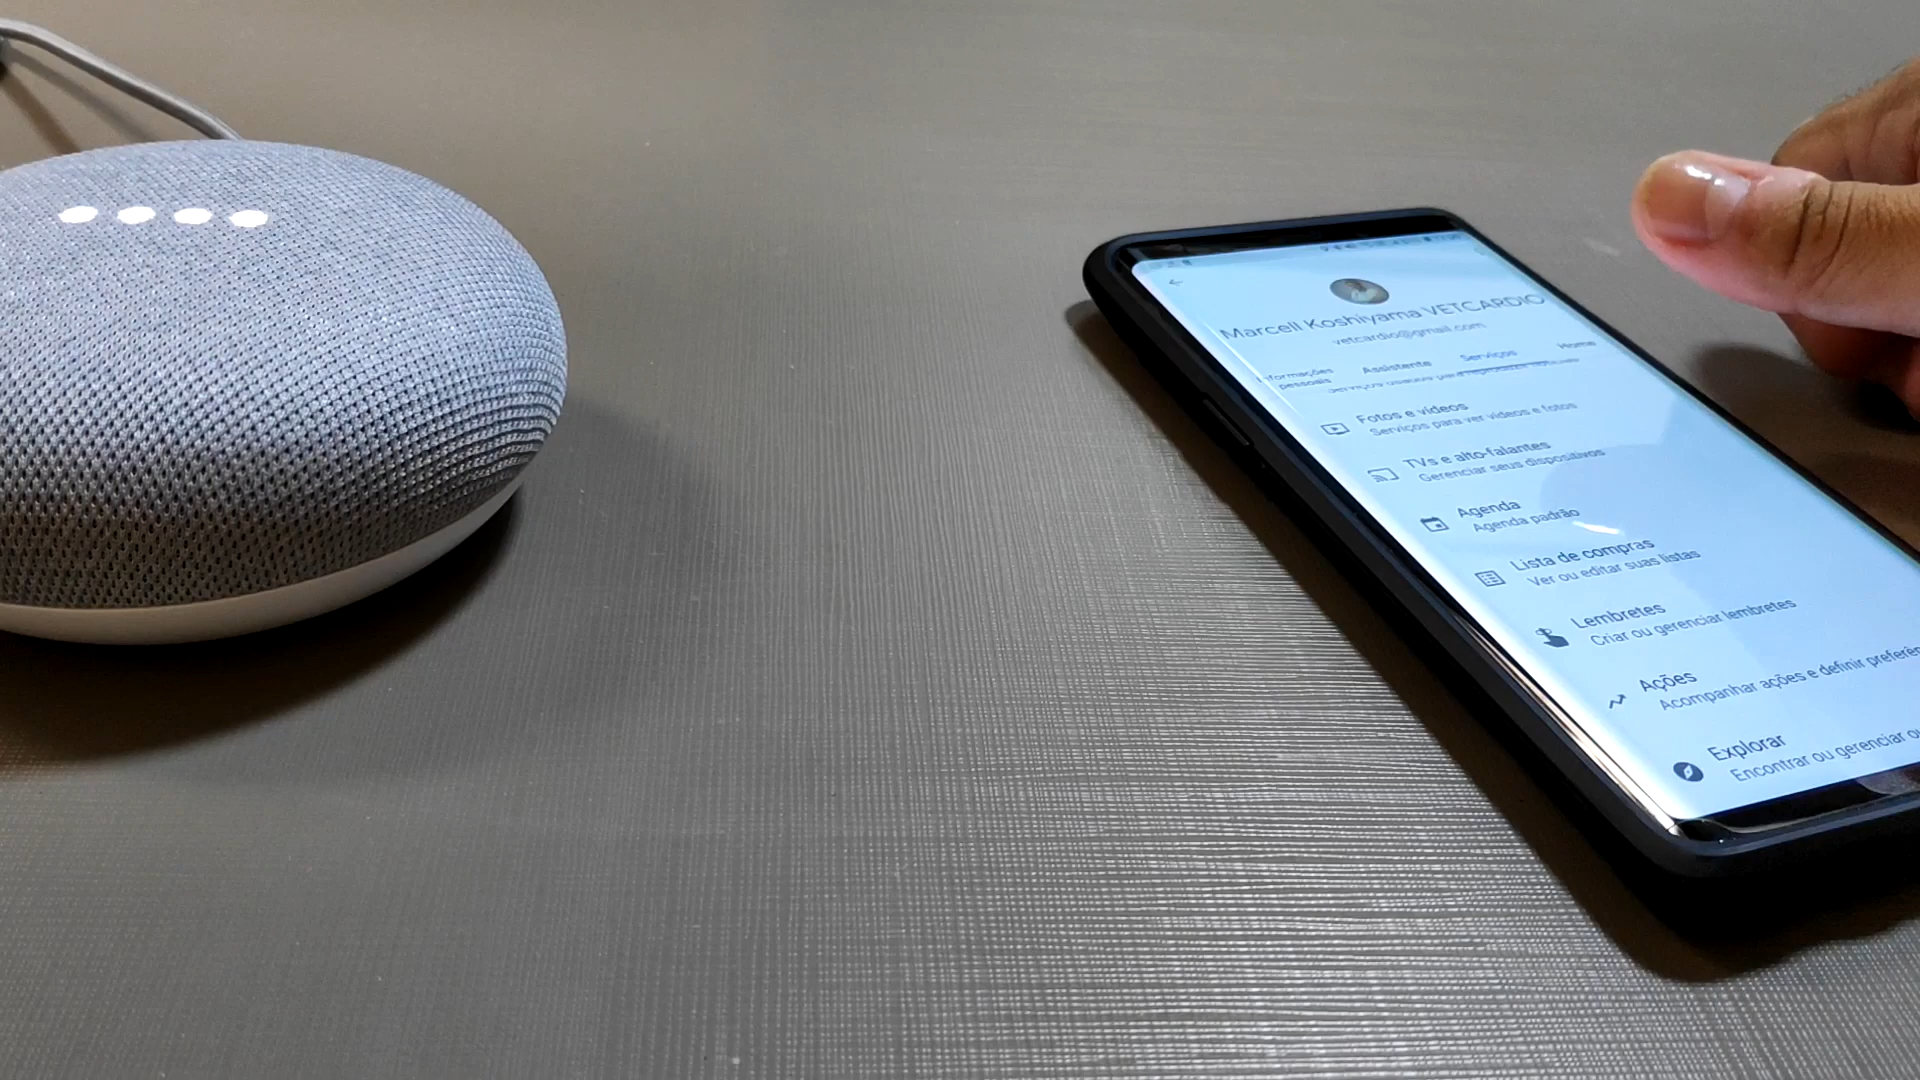 Marcell Koshiyama VETCARDIO
vetcardio@gmail.com
Informações pessoais
Assistente
Serviços
Home
Fotos e vídeos
Serviços para ver vídeos e fotos
TVs e alto-falantes
Gerenciar seus dispositivos
Agenda
Agenda padrão
Lista de compras
Ver ou editar suas listas
Lembretes
Criar ou gerenciar lembretes
Ações
Acompanhar ações e definir preferên
Explorar
Encontrar ou gerenciar